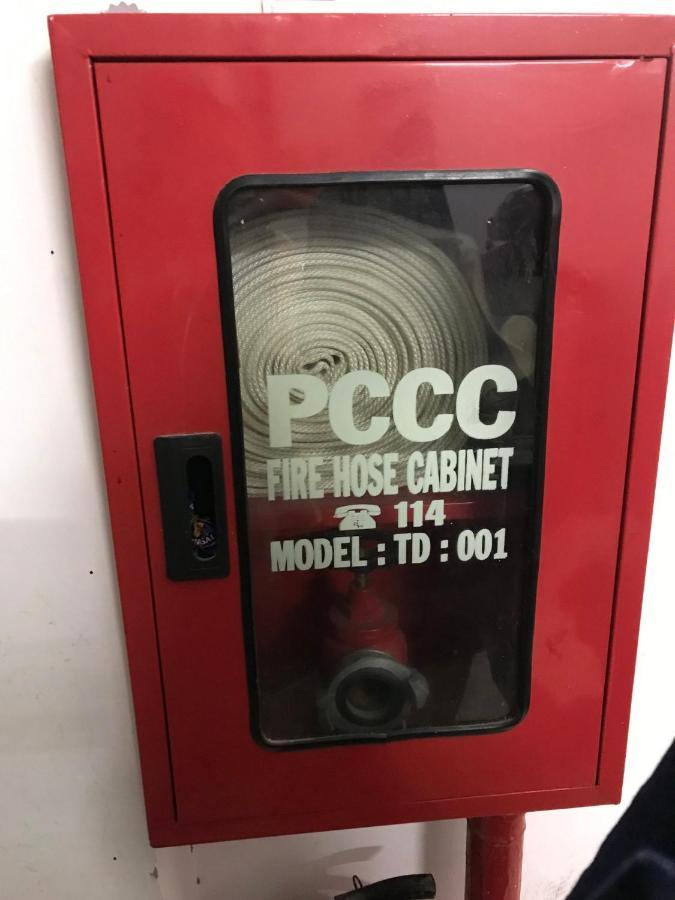 PCCC
FIRE HOSE CABINET
114
MODEL : TD : 001